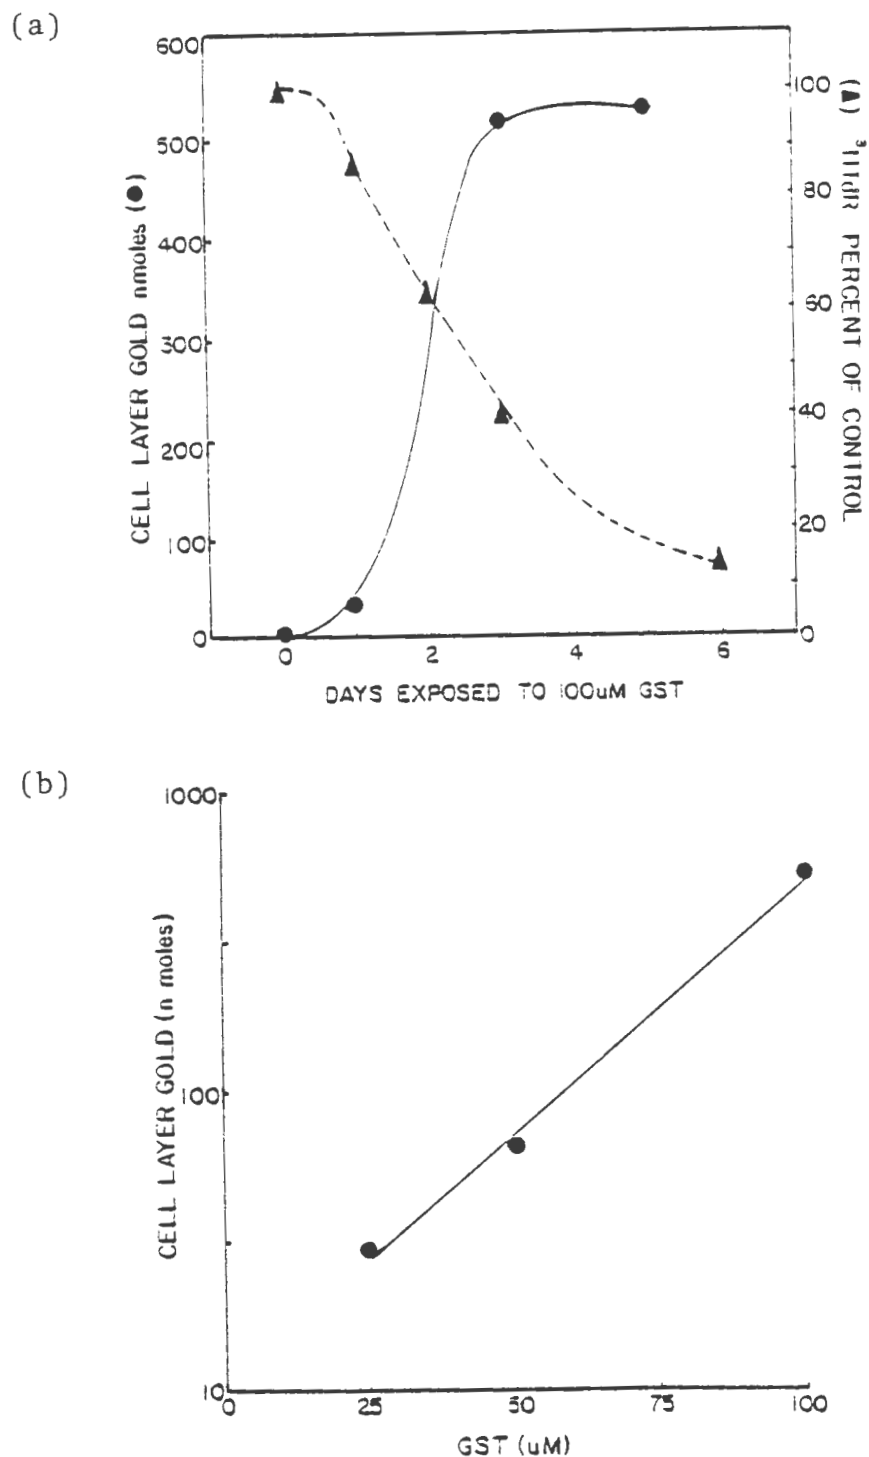 (a)
CELL LAYER GOLD nmoles (●)
600
500
400
300
200
100
0
0 2 4 6
DAYS EXPOSED TO 100uM GST
100
80
60
40
20
0
(▲) PERCENT OF CONTROL
(b)
CELL LAYER GOLD (n moles)
1000
100
10
0 25 50 75 100
GST (uM)